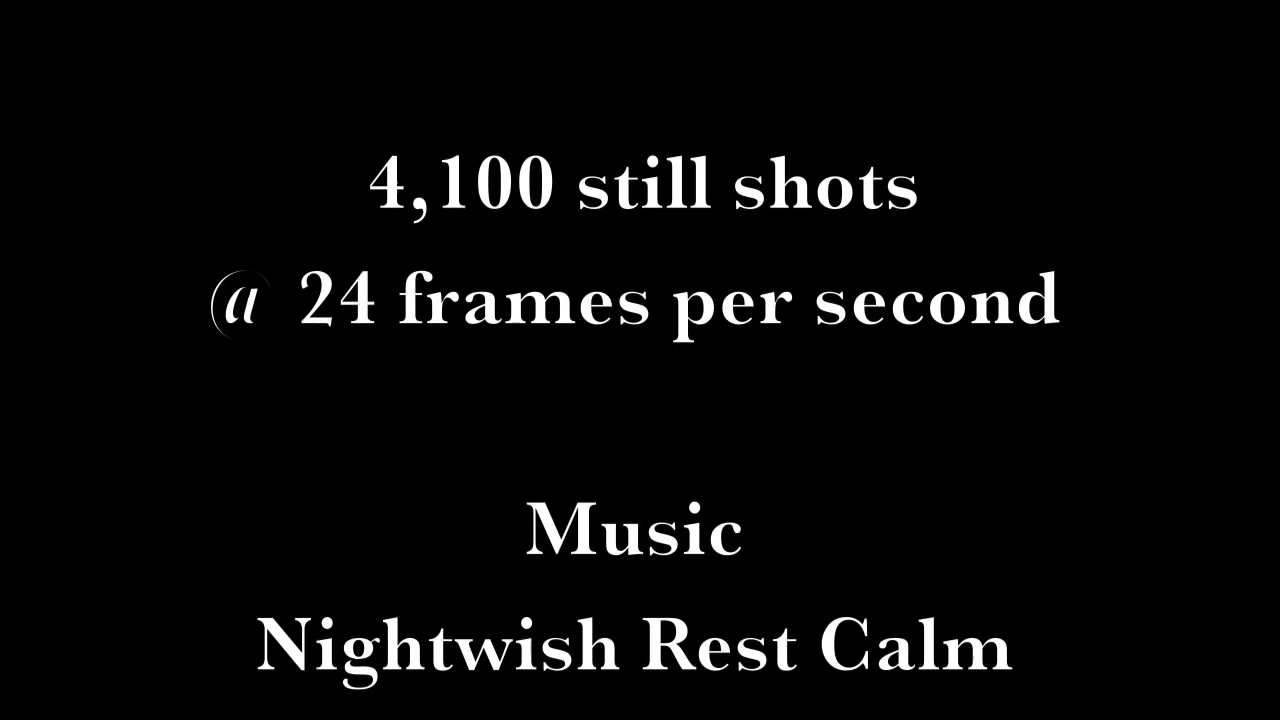 4,100 still shots
@ 24 frames per second
Music
Nightwish Rest Calm